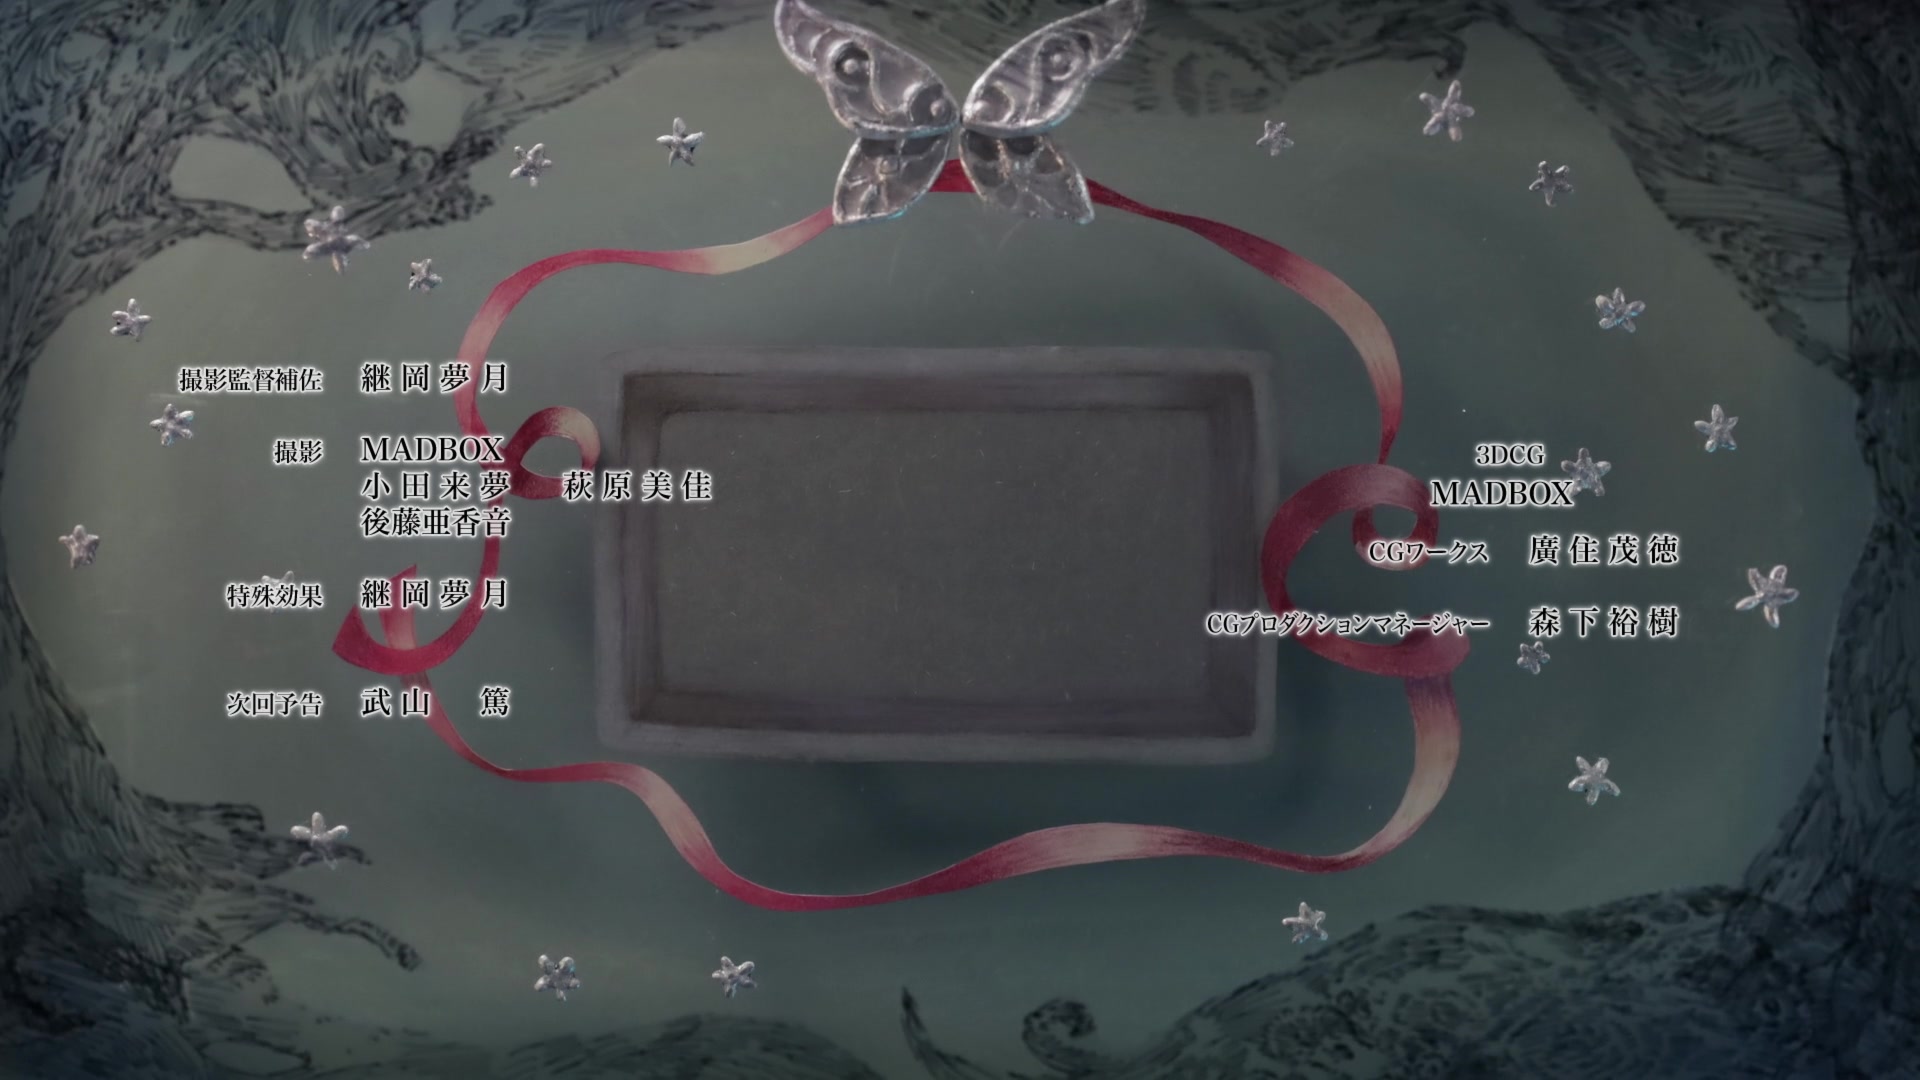 撮影監督補佐 継岡夢月
撮影 MADBOX
小田来夢 萩原美佳
後藤亜香音
特殊効果 継岡夢月
次回予告 武山 篤
3DCG
MADBOX
CGワークス 廣住茂徳
CGプロダクションマネージャー 森下裕樹